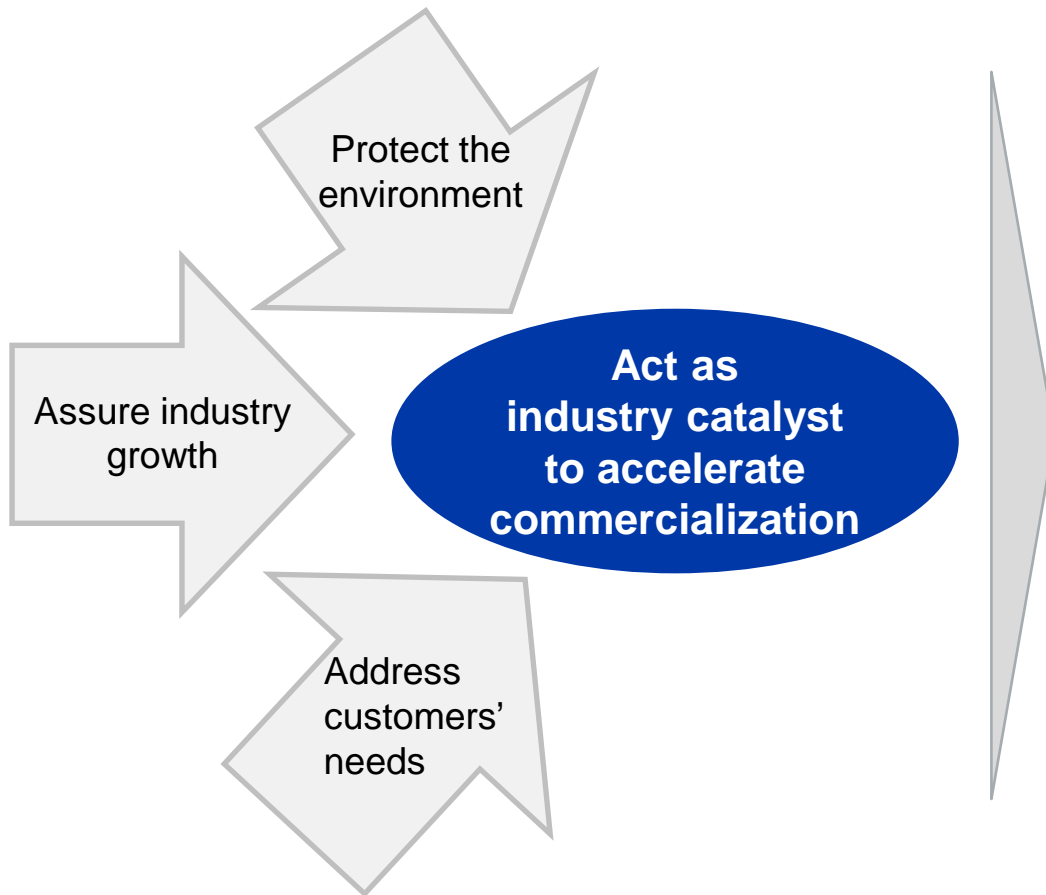 Protect the
environment
Assure industry
growth
Act as
industry catalyst
to accelerate
commercialization
Address
customers’
needs